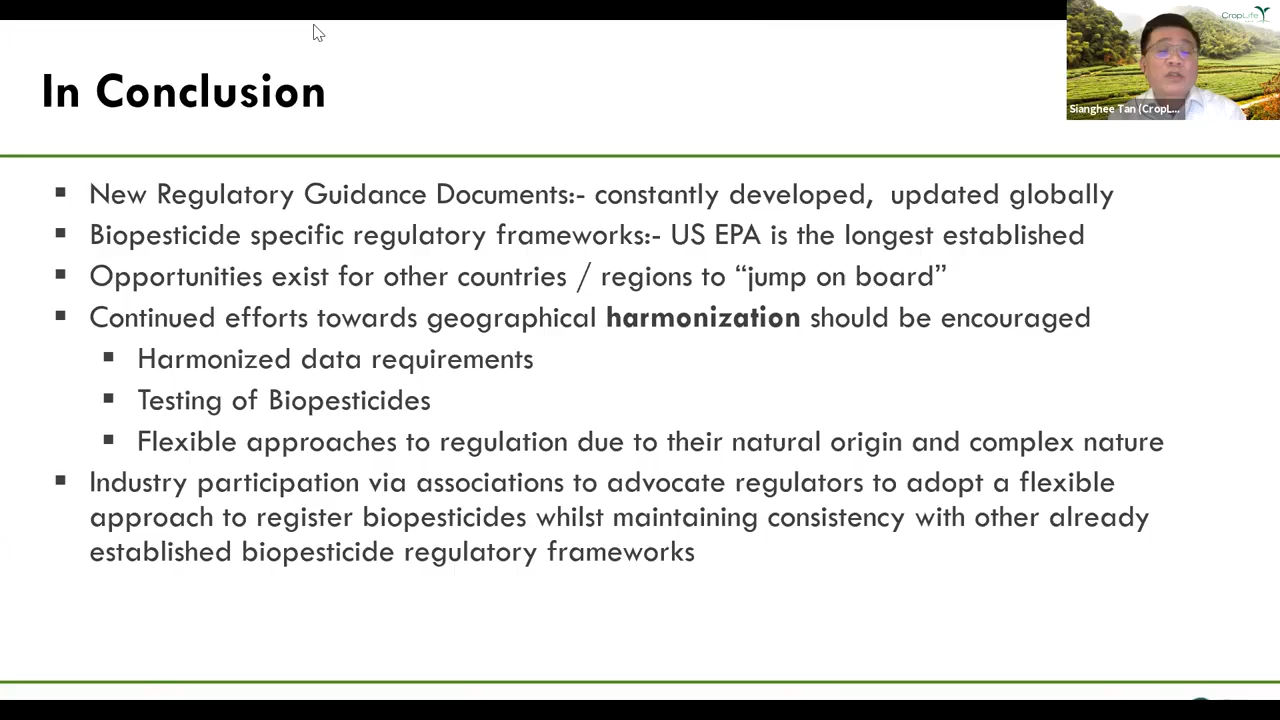 CropLife
In Conclusion
Sianghee Tan (CropL...
▪ New Regulatory Guidance Documents:- constantly developed, updated globally
▪ Biopesticide specific regulatory frameworks:- US EPA is the longest established
▪ Opportunities exist for other countries / regions to “jump on board”
▪ Continued efforts towards geographical harmonization should be encouraged
▪ Harmonized data requirements
▪ Testing of Biopesticides
▪ Flexible approaches to regulation due to their natural origin and complex nature
▪ Industry participation via associations to advocate regulators to adopt a flexible
approach to register biopesticides whilst maintaining consistency with other already
established biopesticide regulatory frameworks